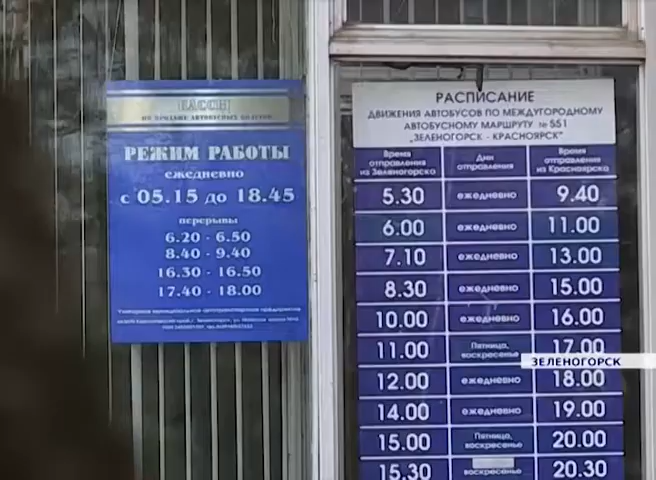 КАССЫ
ПО ПРОДАЖЕ АВТОБУСНЫХ БИЛЕТОВ
РЕЖИМ РАБОТЫ
ежедневно
с 05.15 до 18.45
перерывы
6.20 - 6.50
8.40 - 9.40
16.30 - 16.50
17.40 - 18.00
РАСПИСАНИЕ
ДВИЖЕНИЯ АВТОБУСОВ ПО МЕЖДУГОРОДНОМУ
АВТОБУСНОМУ МАРШРУТУ № 551
„ЗЕЛЕНОГОРСК - КРАСНОЯРСК"
Время отправления из Зеленогорска Дни отправления Время отправления из Красноярска
5.30 ежедневно 9.40
6.00 ежедневно 11.00
7.10 ежедневно 13.00
8.30 ежедневно 15.00
10.00 ежедневно 16.00
11.00 Пятница, воскресенье 17.00
ЗЕЛЕНОГОРСК
12.00 ежедневно 18.00
14.00 ежедневно 19.00
15.00 Пятница, воскресенье 20.00
15.30 воскресенье 20.30